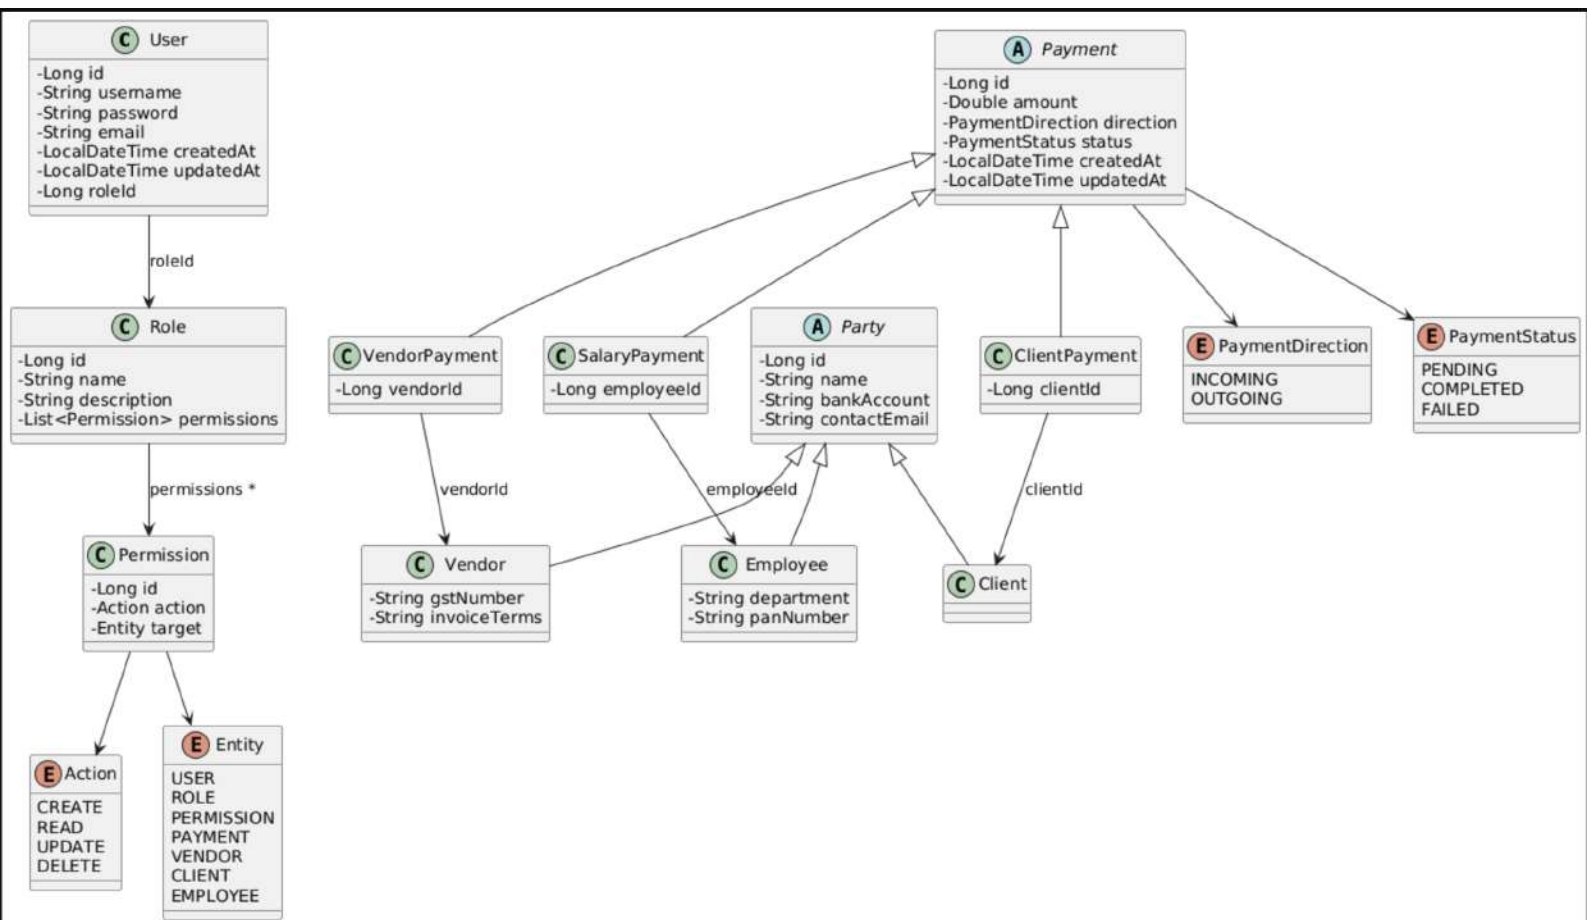 C User
-Long id
-String username
-String password
-String email
-LocalDateTime createdAt
-LocalDateTime updatedAt
-Long roleId
roleId
C Role
-Long id
-String name
-String description
-List<Permission> permissions
permissions *
C Permission
-Long id
-Action action
-Entity target
E Action
CREATE
READ
UPDATE
DELETE
E Entity
USER
ROLE
PERMISSION
PAYMENT
VENDOR
CLIENT
EMPLOYEE
A Payment
-Long id
-Double amount
-PaymentDirection direction
-PaymentStatus status
-LocalDateTime createdAt
-LocalDateTime updatedAt
C VendorPayment
-Long vendorId
C SalaryPayment
-Long employeeId
A Party
-Long id
-String name
-String bankAccount
-String contactEmail
C ClientPayment
-Long clientId
E PaymentDirection
INCOMING
OUTGOING
E PaymentStatus
PENDING
COMPLETED
FAILED
vendorId
employeeId
clientId
C Vendor
-String gstNumber
-String invoiceTerms
C Employee
-String department
-String panNumber
C Client